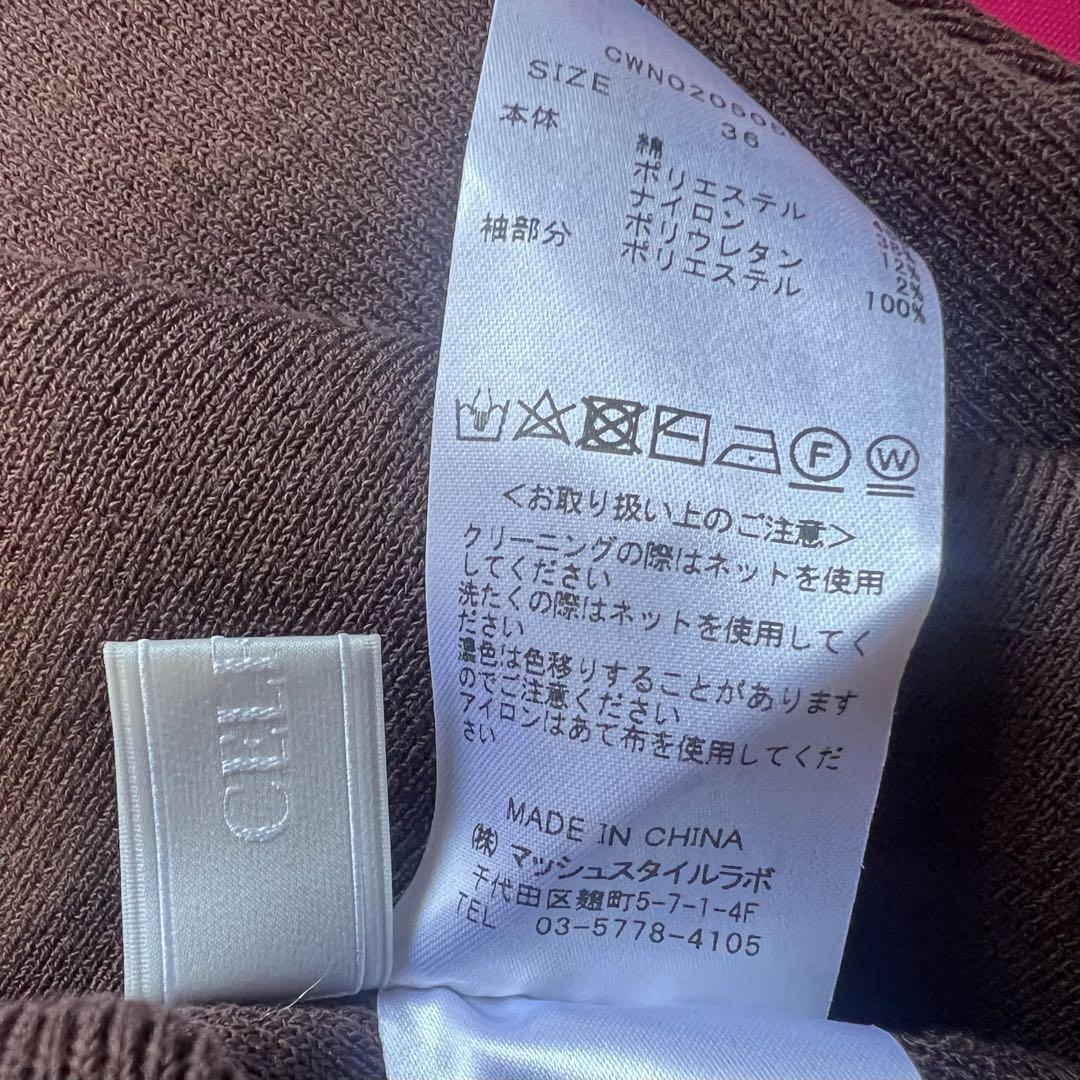 CWNO20505
SIZE 36
本体 綿
ポリエステル
ナイロン 12%
ポリウレタン 2%
袖部分 ポリエステル 100%
F W
<お取り扱い上のご注意>
クリーニングの際はネットを使用
してください
洗たくの際はネットを使用してく
ださい
濃色は色移りすることがあります
のでご注意ください
アイロンはあて布を使用してくだ
さい
MADE IN CHINA
(株)マッシュスタイルラボ
千代田区麹町5-7-1-4F
TEL 03-5778-4105